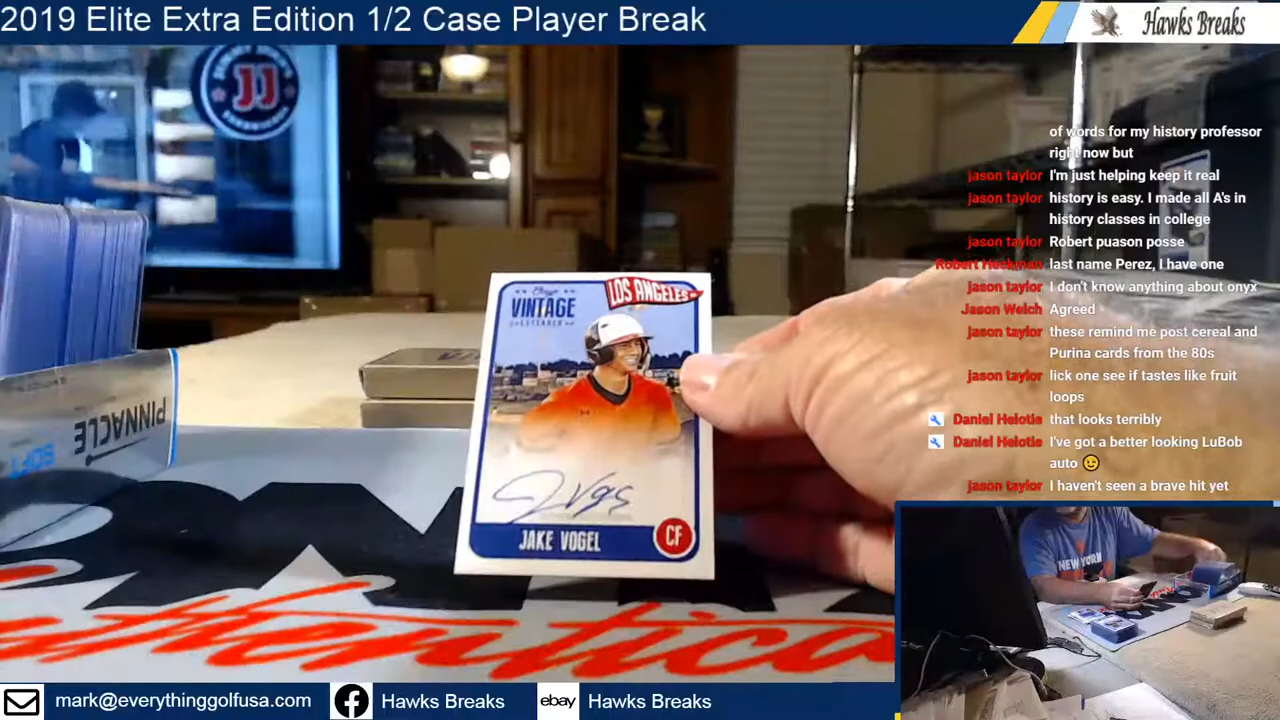 2019 Elite Extra Edition 1/2 Case Player Break
Hawks Breaks
JJ
of words for my history professor
right now but
jason taylor I'm just helping keep it real
jason taylor history is easy. I made all A's in
history classes in college
jason taylor Robert puason posse
Robert Heckman last name Perez, I have one
jason taylor I don't know anything about onyx
Jason Welch Agreed
jason taylor these remind me post cereal and
Purina cards from the 80s
jason taylor lick one see if tastes like fruit
loops
Daniel Helotie that looks terribly
Daniel Helotie I've got a better looking LuBob
auto 😉
jason taylor I haven't seen a brave hit yet
Onyx
VINTAGE
EXTENDED
LOS ANGELES
JAKE VOGEL
CF
PINNACLE
Authentics
NEW YORK
mark@everythinggolfusa.com
Hawks Breaks
ebay
Hawks Breaks